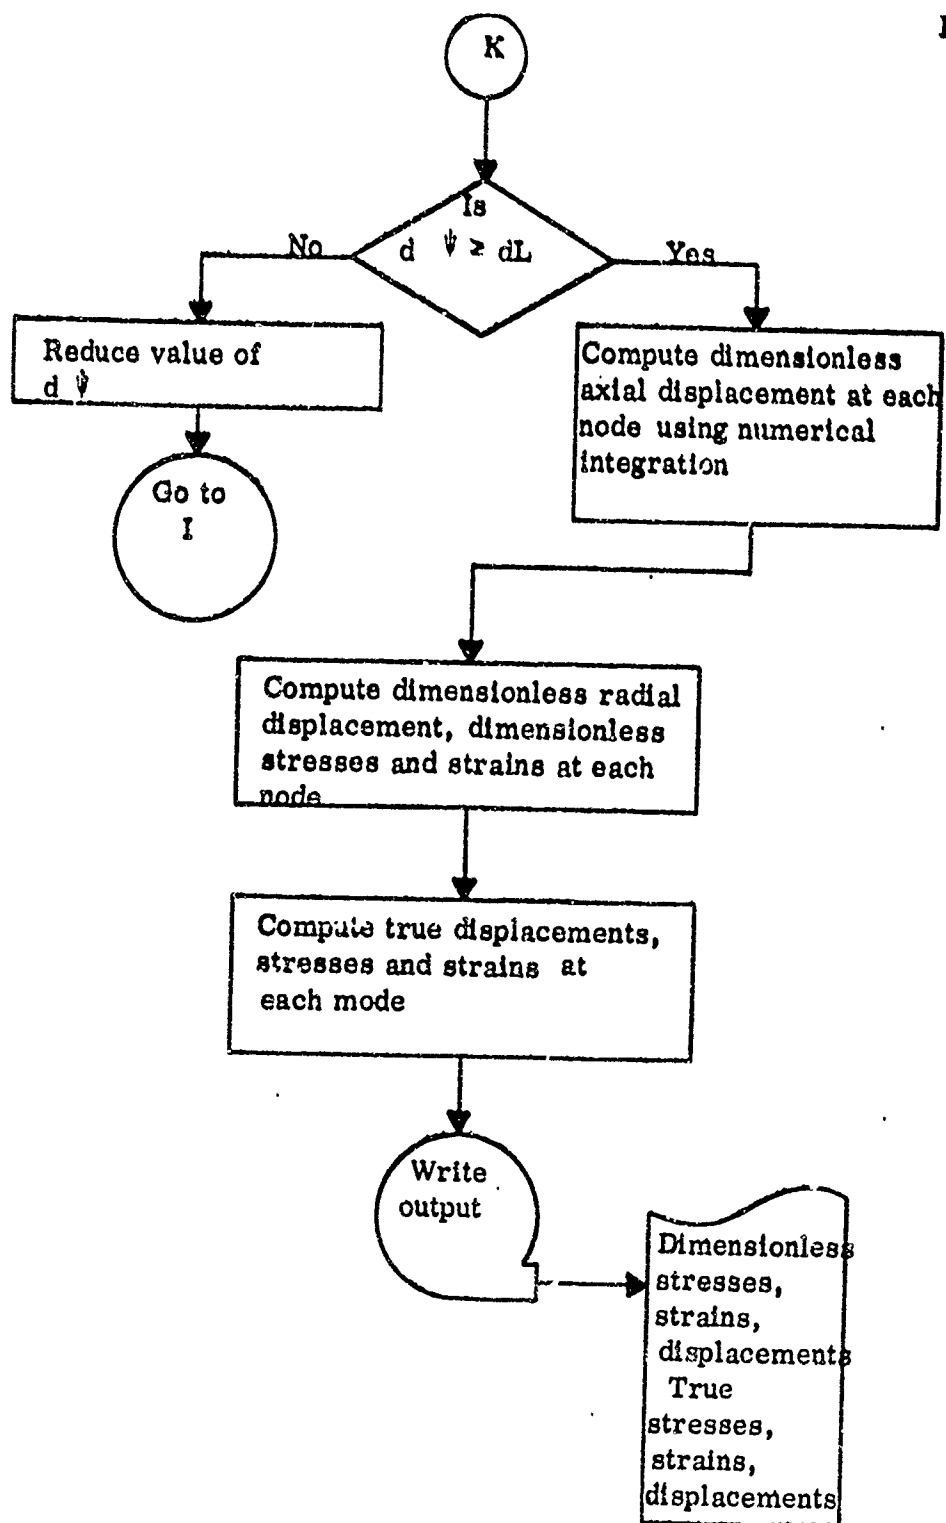 K
Is
d ψ ≥ dL
No
Yes
Reduce value of
d ψ
Compute dimensionless
axial displacement at each
node using numerical
integration
Go to
I
Compute dimensionless radial
displacement, dimensionless
stresses and strains at each
node
Compute true displacements,
stresses and strains at
each mode
Write
output
Dimensionless
stresses,
strains,
displacements
True
stresses,
strains,
displacements